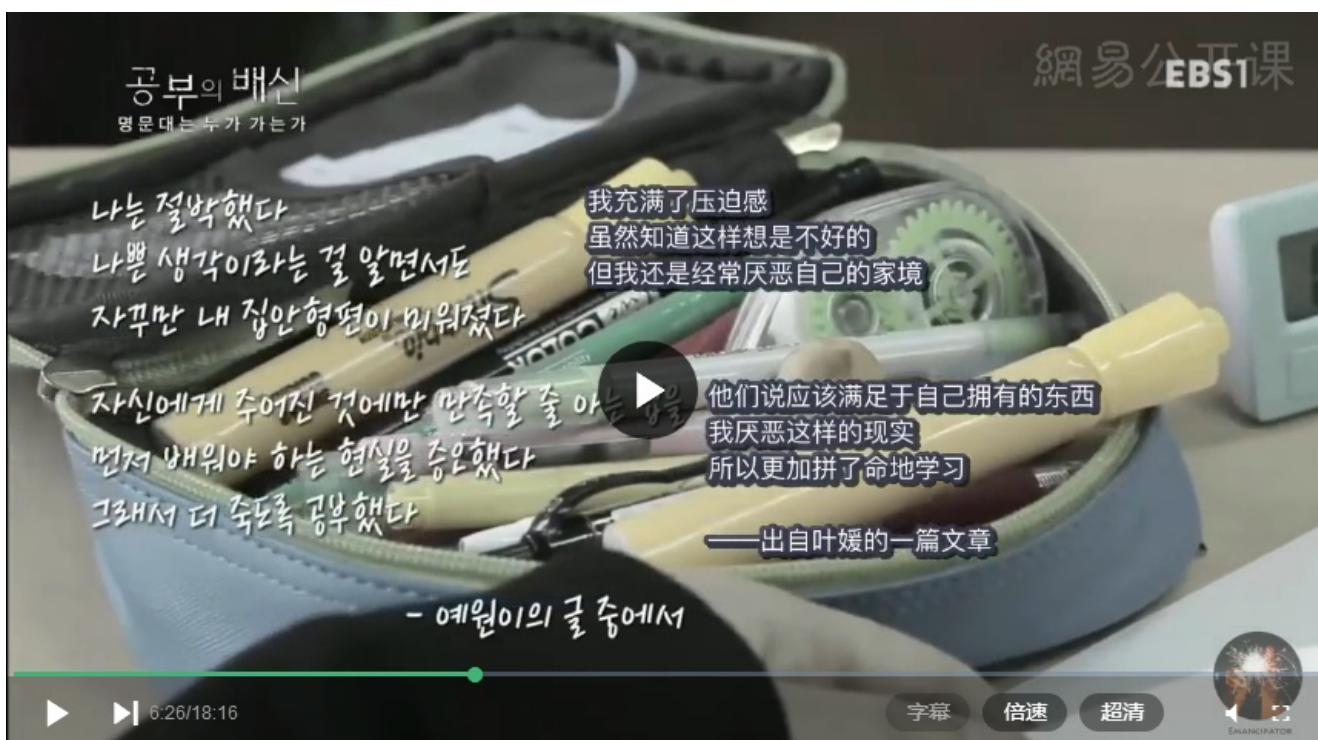 공부의 배신
명문대는 누가 가는가
網易公开课
EBS1
나는 절박했다
나쁜 생각이라는 걸 알면서도
자꾸만 내 집안형편이 미워졌다
我充满了压迫感
虽然知道这样想是不好的
但我还是经常厌恶自己的家境
자신에게 주어진 것에만 만족할 줄 아는 법을
먼저 배워야 하는 현실을 증오했다
그래서 더 죽도록 공부했다
他们说应该满足于自己拥有的东西
我厌恶这样的现实
所以更加拼了命地学习
——出自叶媛的一篇文章
- 예원이의 글 중에서
6:26/18:16
字幕
倍速
超清
EMANCIPATOR